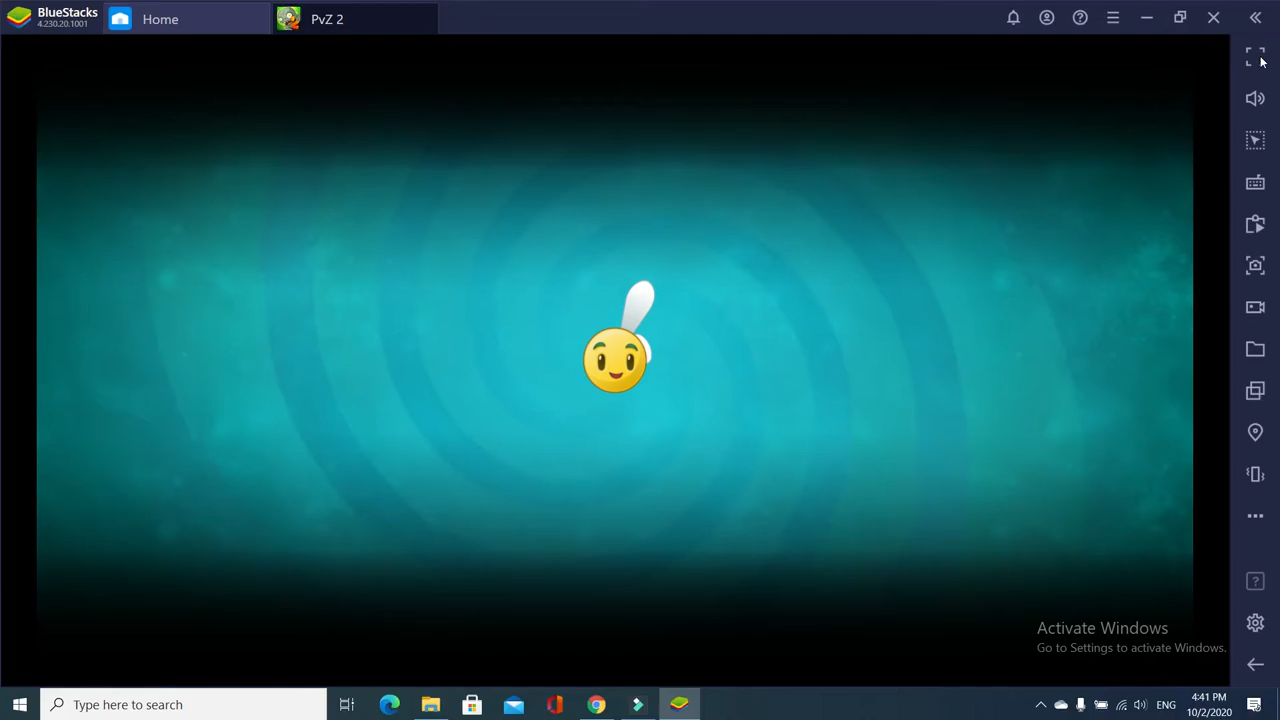 BlueStacks
4.230.20.1001
Home
PvZ 2
Activate Windows
Go to Settings to activate Windows.
Type here to search
ENG
4:41 PM
10/2/2020